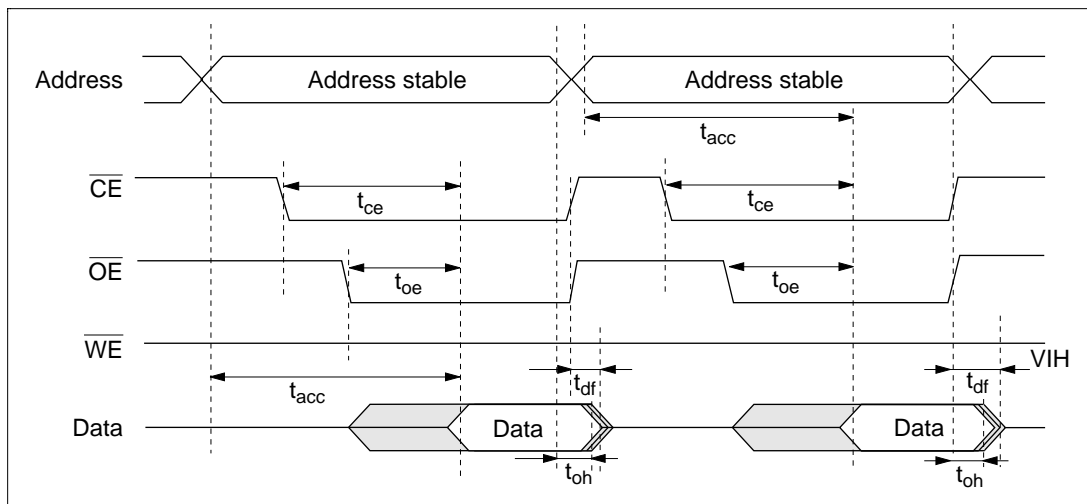 Address Address stable Address stable
tacc
CE tce tce
OE toe toe
WE VIH
tacc tdf tdf
Data Data Data
toh toh